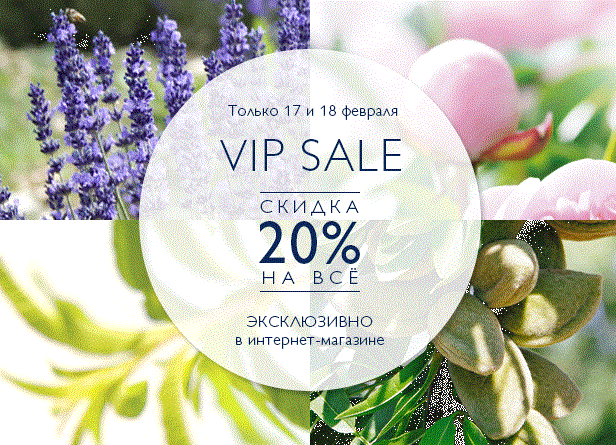 Только 17 и 18 февраля
VIP SALE
СКИДКА
20%
НА ВСЁ
ЭКСКЛЮЗИВНО
в интернет-магазине